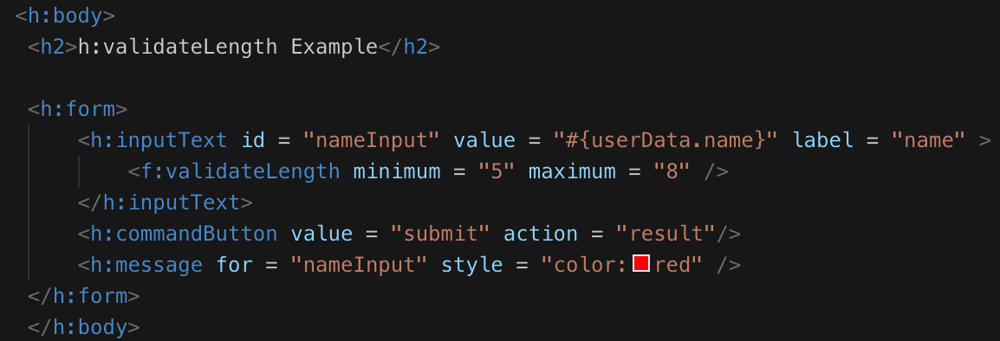 <h:body>
<h2>h:validateLength Example</h2>
<h:form>
<h:inputText id = "nameInput" value = "#{userData.name}" label = "name" >
<f:validateLength minimum = "5" maximum = "8" />
</h:inputText>
<h:commandButton value = "submit" action = "result"/>
<h:message for = "nameInput" style = "color:red" />
</h:form>
</h:body>